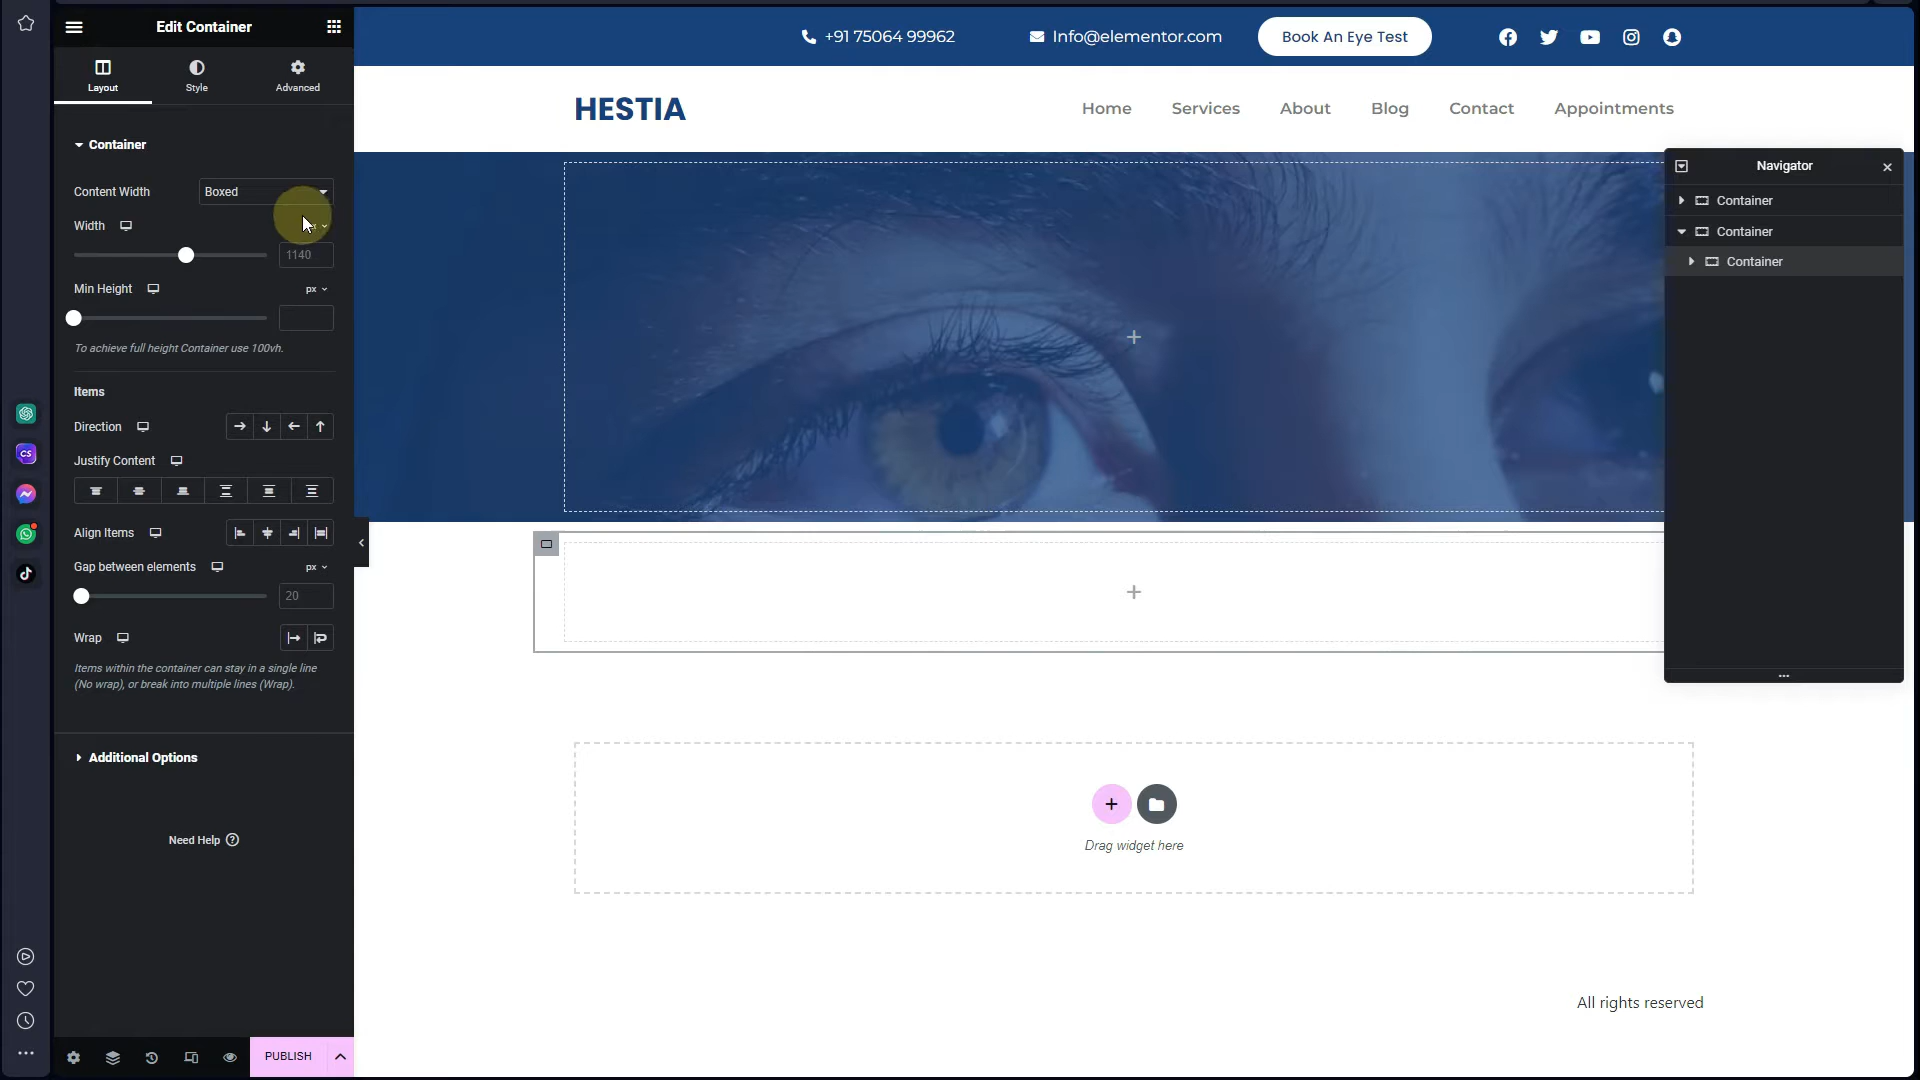 Edit Container
+91 75064 99962
Info@elementor.com
Book An Eye Test
Layout
Style
Advanced
HESTIA
Home
Services
About
Blog
Contact
Appointments
Container
Content Width
Boxed
Width
1140
Min Height
px
To achieve full height Container use 100vh.
Items
Direction
Justify Content
Align Items
Gap between elements
px
20
Wrap
Items within the container can stay in a single line
(No wrap), or break into multiple lines (Wrap).
Additional Options
Need Help
PUBLISH
Navigator
Container
Container
Container
Drag widget here
All rights reserved
CS